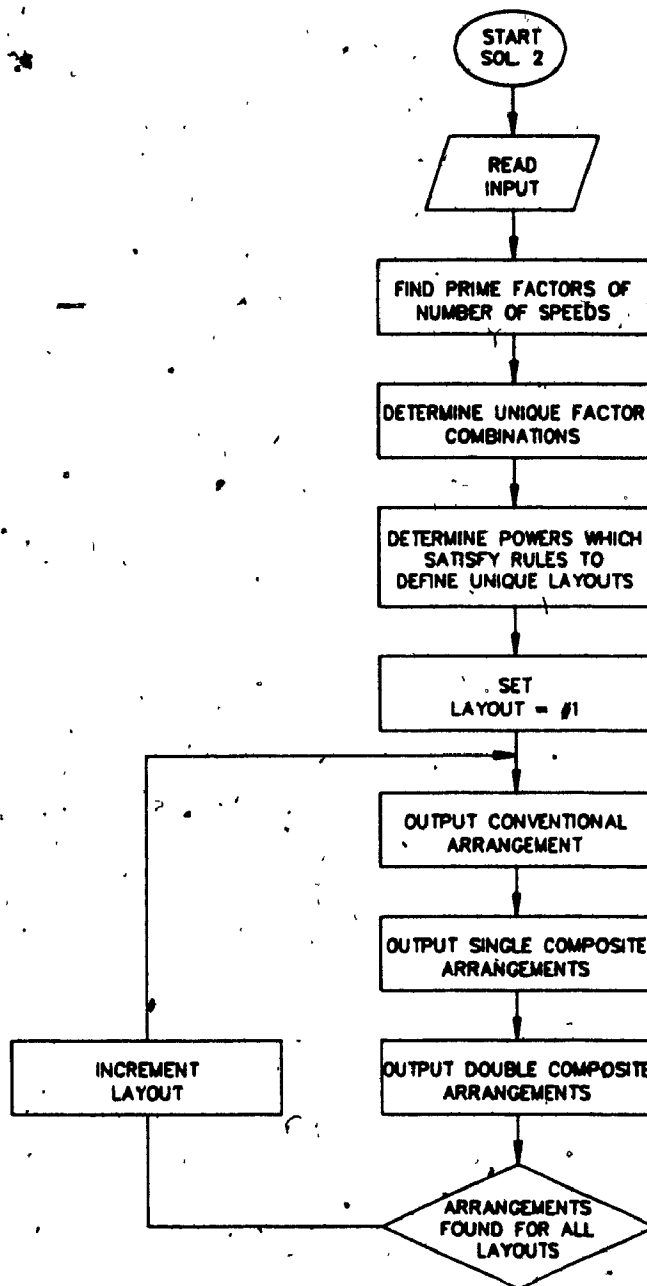 START
SOL. 2
READ
INPUT
FIND PRIME FACTORS OF
NUMBER OF SPEEDS
DETERMINE UNIQUE FACTOR
COMBINATIONS
DETERMINE POWERS WHICH
SATISFY RULES TO
DEFINE UNIQUE LAYOUTS
SET
LAYOUT = #1
OUTPUT CONVENTIONAL
ARRANGEMENT
OUTPUT SINGLE COMPOSITE
ARRANGEMENTS
INCREMENT
LAYOUT
OUTPUT DOUBLE COMPOSITE
ARRANGEMENTS
ARRANGEMENTS
FOUND FOR ALL
LAYOUTS